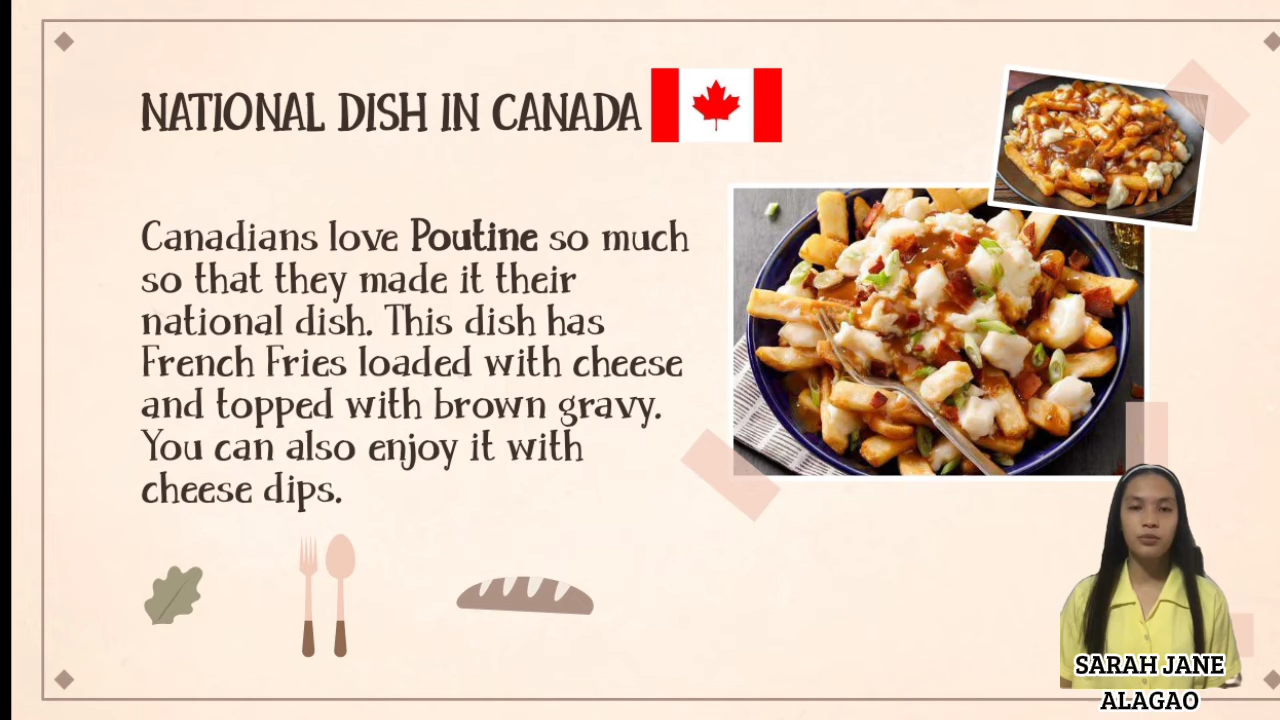 NATIONAL DISH IN CANADA
Canadians love Poutine so much
so that they made it their
national dish. This dish has
French Fries loaded with cheese
and topped with brown gravy.
You can also enjoy it with
cheese dips.
SARAH JANE
ALAGAO